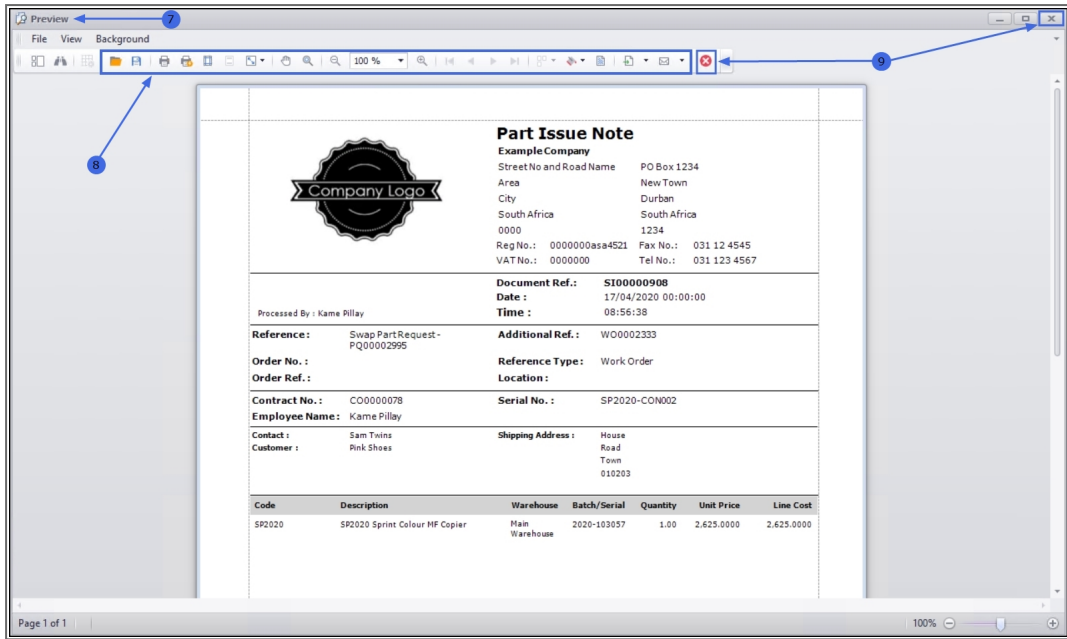 Preview
7
File View Background
100 %
9
8
Company Logo
Part Issue Note
Example Company
Street No and Road Name PO Box 1234
Area New Town
City Durban
South Africa South Africa
0000 1234
Reg No.: 0000000asa4521 Fax No.: 031 12 4545
VAT No.: 0000000 Tel No.: 031 123 4567
Document Ref.: SI00000908
Date : 17/04/2020 00:00:00
Processed By : Kame Pillay Time : 08:56:38
Reference : Swap Part Request - Additional Ref. : WO0002333
PQ00002995
Order No. : Reference Type : Work Order
Order Ref. : Location :
Contract No. : CO0000078 Serial No. : SP2020-CON002
Employee Name : Kame Pillay
Contact : Sam Twins Shipping Address : House
Customer : Pink Shoes Road
Town
010203
Code Description Warehouse Batch/Serial Quantity Unit Price Line Cost
SP2020 SP2020 Sprint Colour MF Copier Main 2020-103057 1.00 2,625.0000 2,625.0000
Warehouse
Page 1 of 1 100%